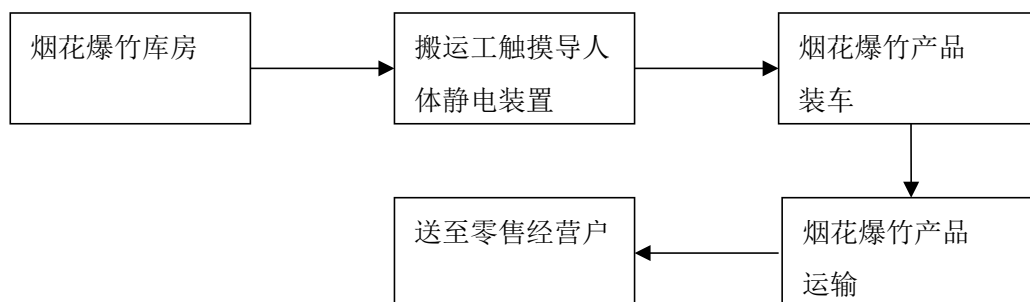 烟花爆竹库房
搬运工触摸导人
体静电装置
烟花爆竹产品
装车
烟花爆竹产品
运输
送至零售经营户